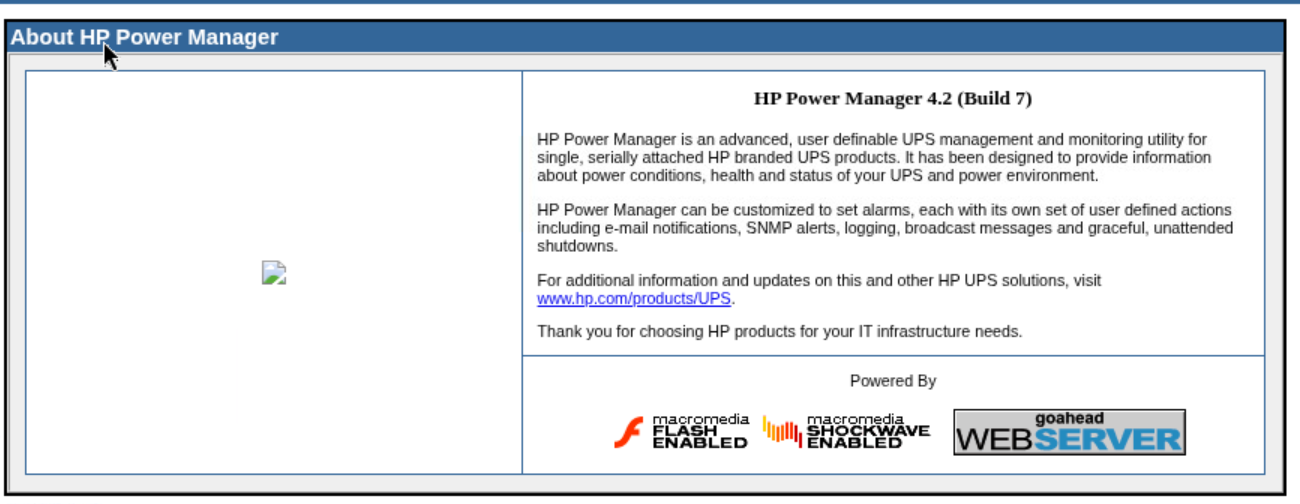 About HP Power Manager
HP Power Manager 4.2 (Build 7)
HP Power Manager is an advanced, user definable UPS management and monitoring utility for
single, serially attached HP branded UPS products. It has been designed to provide information
about power conditions, health and status of your UPS and power environment.
HP Power Manager can be customized to set alarms, each with its own set of user defined actions
including e-mail notifications, SNMP alerts, logging, broadcast messages and graceful, unattended
shutdowns.
For additional information and updates on this and other HP UPS solutions, visit
www.hp.com/products/UPS.
Thank you for choosing HP products for your IT infrastructure needs.
Powered By
macromedia
FLASH
ENABLED
macromedia
SHOCKWAVE
ENABLED
goahead
WEBSERVER